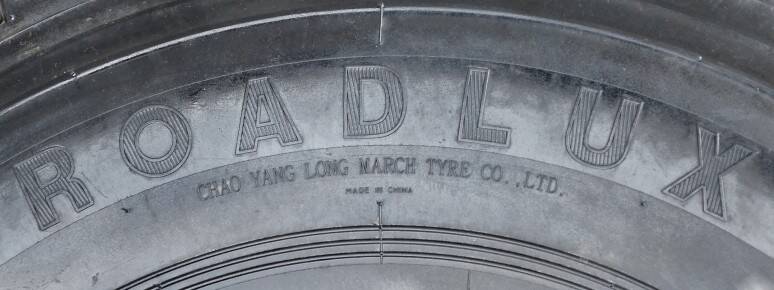 ROADLUX
CHAO YANG LONG MARCH TYRE CO.,LTD.
MADE IN CHINA